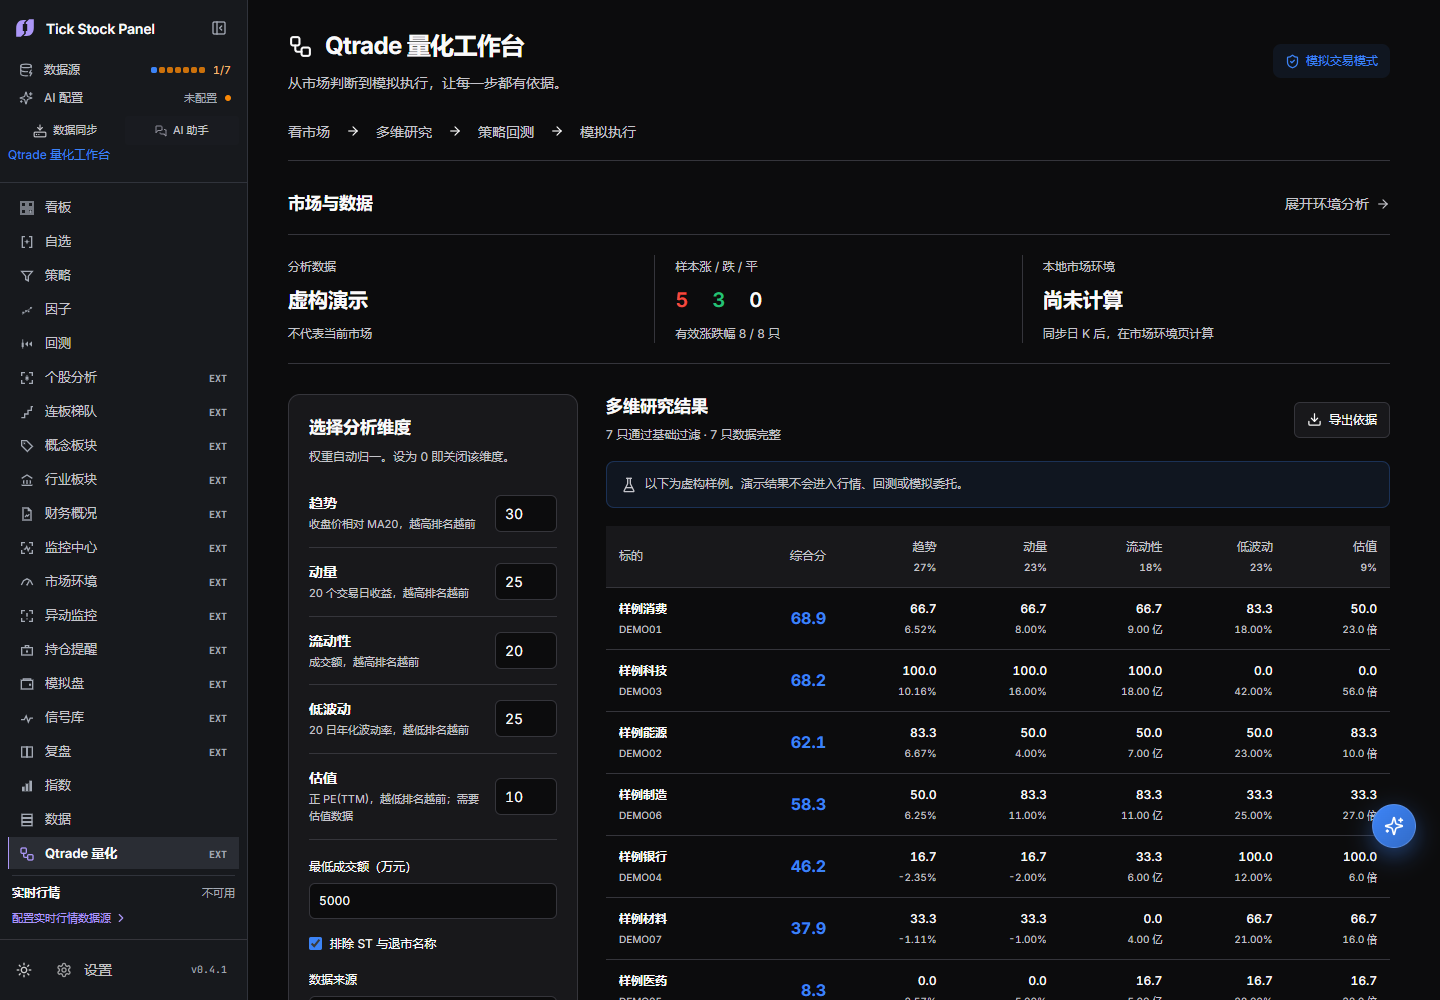 Tick Stock Panel
数据源 1/7
AI 配置 未配置
数据同步 AI 助手
Qtrade 量化工作台
看板
自选
策略
因子
回测
个股分析 EXT
连板梯队 EXT
概念板块 EXT
行业板块 EXT
财务概况 EXT
监控中心 EXT
市场环境 EXT
异动监控 EXT
持仓提醒 EXT
模拟盘 EXT
信号库 EXT
复盘 EXT
指数
数据
Qtrade 量化 EXT
实时行情 不可用
配置实时行情数据源
设置 v0.4.1
Qtrade 量化工作台
从市场判断到模拟执行，让每一步都有依据。
模拟交易模式
看市场 → 多维研究 → 策略回测 → 模拟执行
市场与数据
展开环境分析 →
分析数据
虚构演示
不代表当前市场
样本涨 / 跌 / 平
5 3 0
有效涨跌幅 8 / 8 只
本地市场环境
尚未计算
同步日 K 后，在市场环境页计算
选择分析维度
权重自动归一。设为 0 即关闭该维度。
趋势
收盘价相对 MA20，越高排名越前
30
动量
20 个交易日收益，越高排名越前
25
流动性
成交额，越高排名越前
20
低波动
20 日年化波动率，越低排名越前
25
估值
正 PE(TTM)，越低排名越前；需要
估值数据
10
最低成交额（万元）
5000
排除 ST 与退市名称
数据来源
多维研究结果
7 只通过基础过滤 · 7 只数据完整
导出依据
以下为虚构样例。演示结果不会进入行情、回测或模拟委托。
标的 综合分 趋势 动量 流动性 低波动 估值
27% 23% 18% 23% 9%
样例消费 68.9 66.7 66.7 66.7 83.3 50.0
DEMO01 6.52% 8.00% 9.00 亿 18.00% 23.0 倍
样例科技 68.2 100.0 100.0 100.0 0.0 0.0
DEMO03 10.16% 16.00% 18.00 亿 42.00% 56.0 倍
样例能源 62.1 83.3 50.0 50.0 50.0 83.3
DEMO02 6.67% 4.00% 7.00 亿 23.00% 10.0 倍
样例制造 58.3 50.0 83.3 83.3 33.3 33.3
DEMO06 6.25% 11.00% 11.00 亿 25.00% 27.0 倍
样例银行 46.2 16.7 16.7 33.3 100.0 100.0
DEMO04 -2.35% -2.00% 6.00 亿 12.00% 6.0 倍
样例材料 37.9 33.3 33.3 0.0 66.7 66.7
DEMO07 -1.11% -1.00% 4.00 亿 21.00% 16.0 倍
样例医药 8.3 0.0 0.0 16.7 16.7 16.7